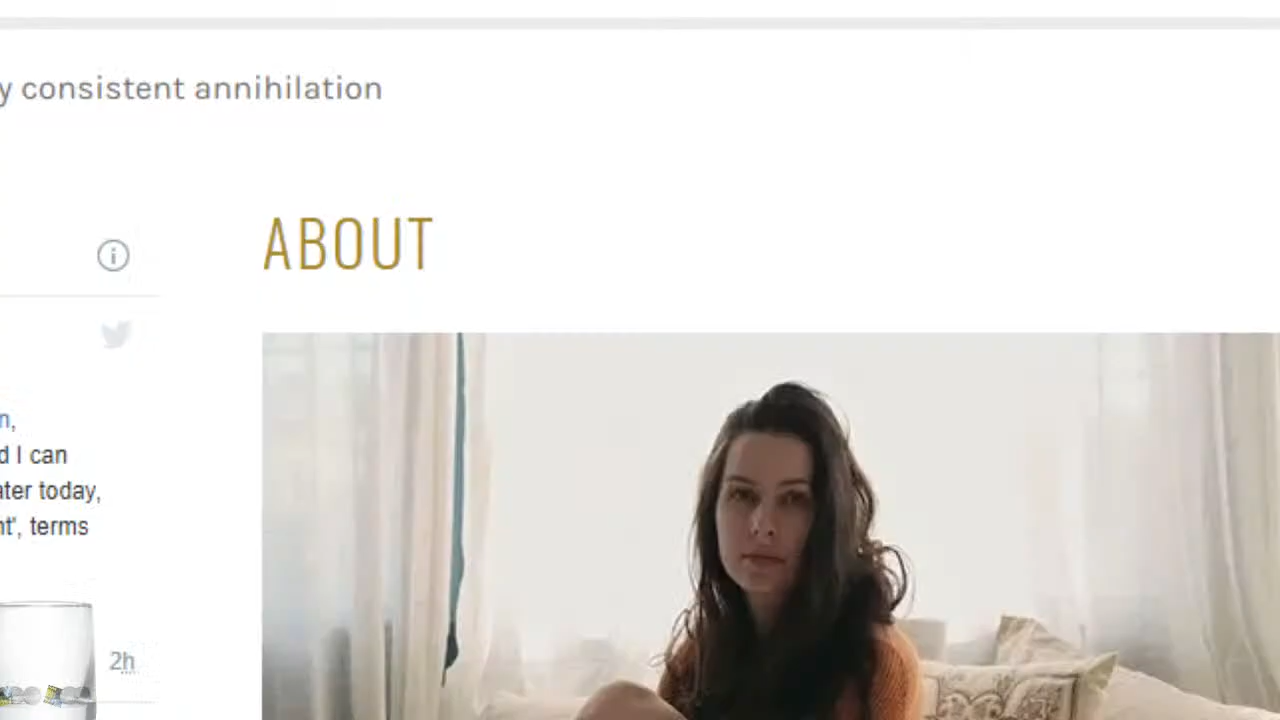 y consistent annihilation
ABOUT
n,
d I can
ater today,
nt', terms
2h